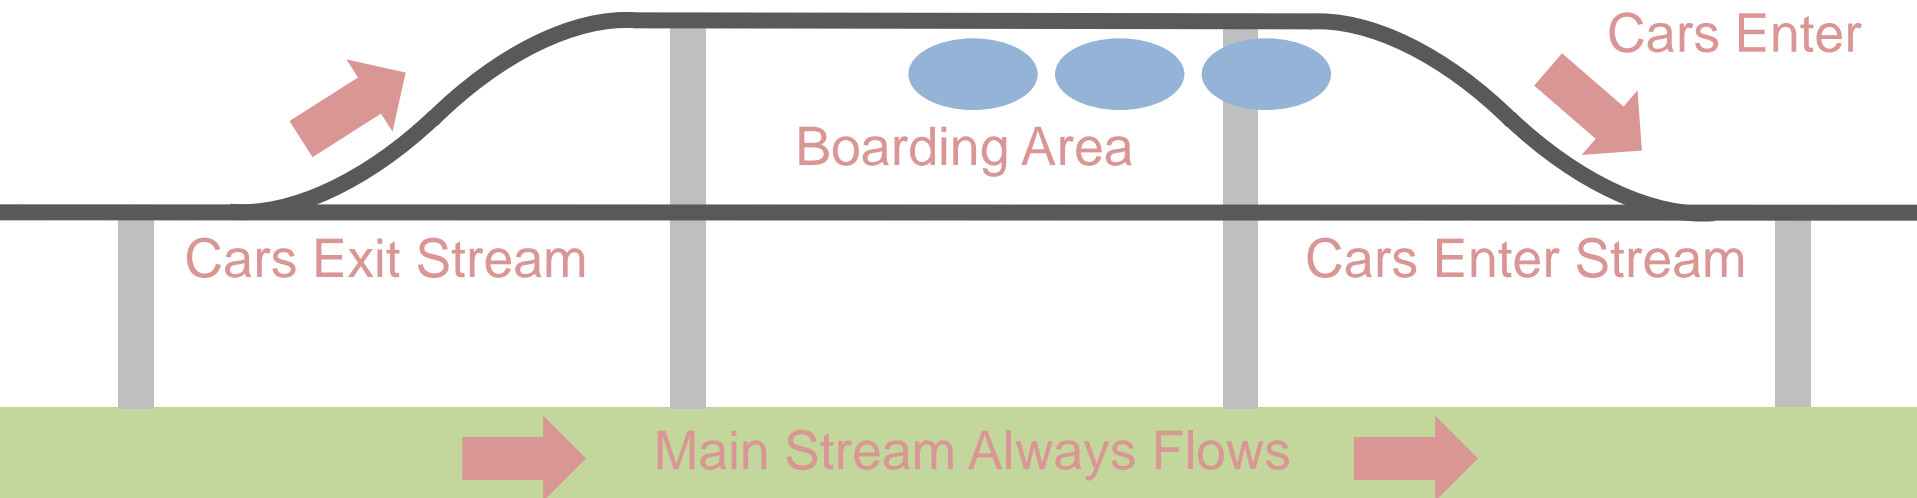 Cars Enter
Boarding Area
Cars Exit Stream
Cars Enter Stream
Main Stream Always Flows